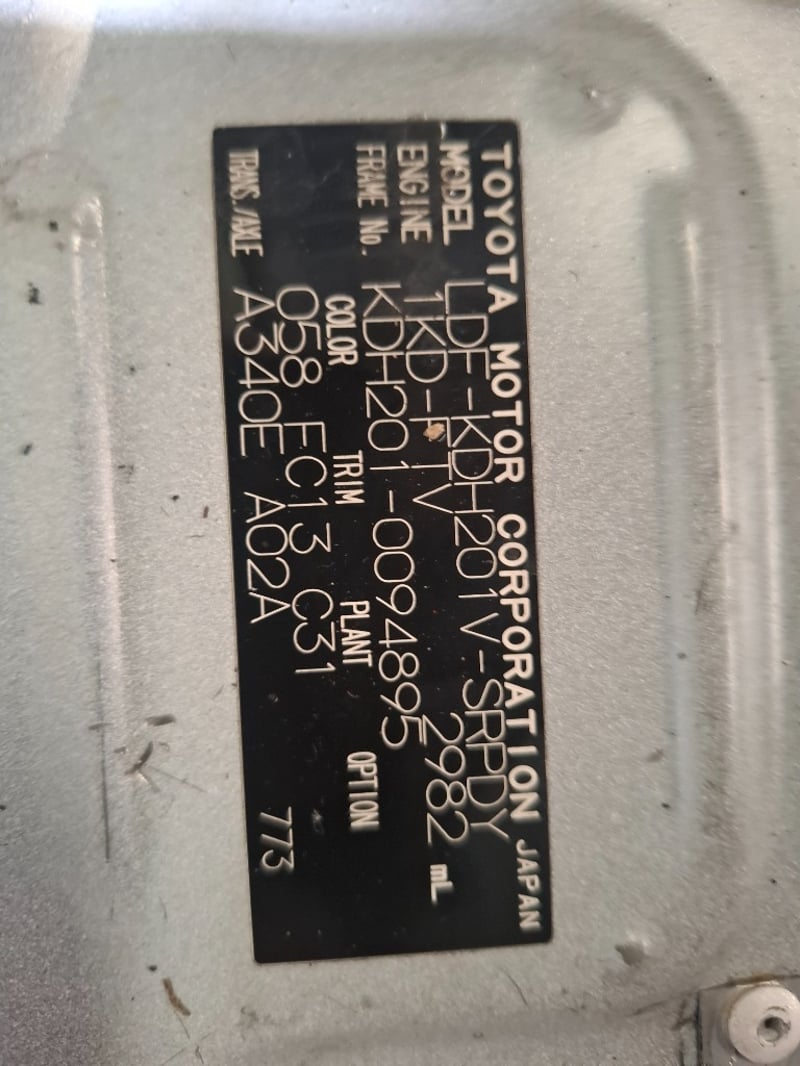 TOYOTA MOTOR CORPORATION JAPAN
MODEL LDF-KDH201V-SRPDY
ENGINE 1KD-FTV 2982 mL
FRAME No. KDH201-0094895
COLOR TRIM PLANT OPTION
058 FC13 C31
TRANS./AXLE A340E A02A 773